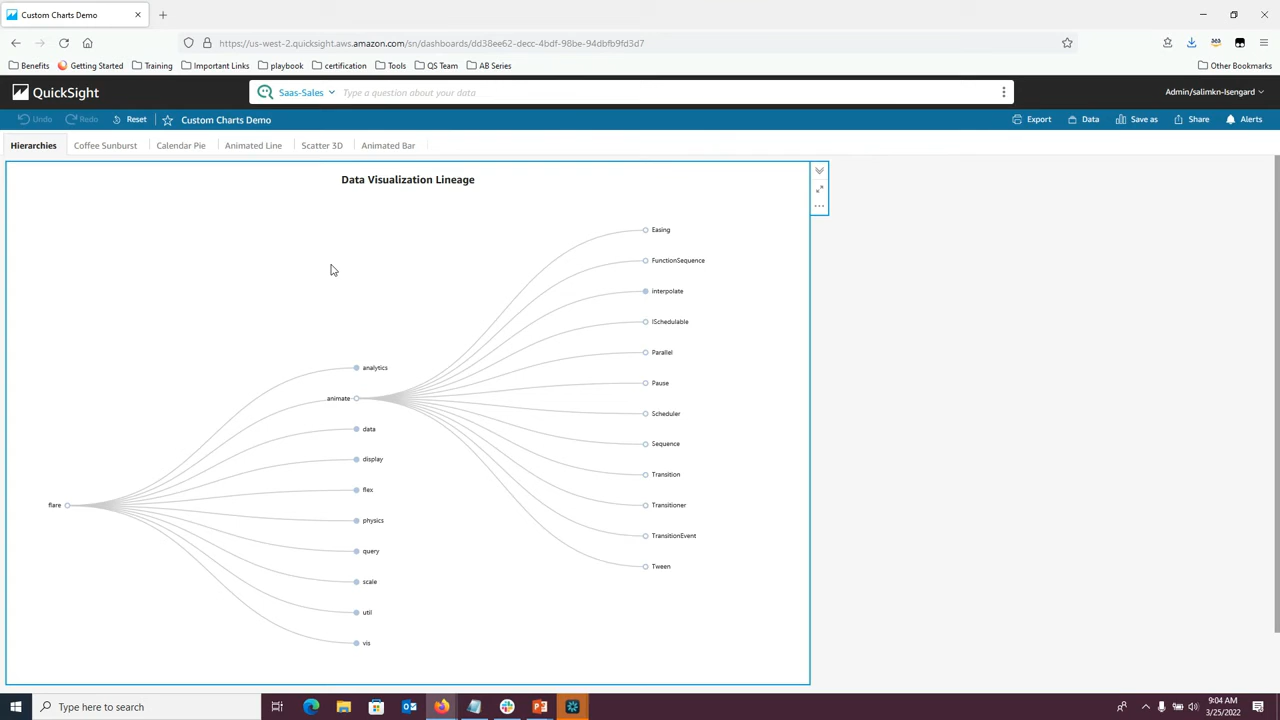 Custom Charts Demo
https://us-west-2.quicksight.aws.amazon.com/sn/dashboards/dd38ee62-decc-4bdf-98be-94dbfb9fd3d7
Benefits
Getting Started
Training
Important Links
playbook
certification
Tools
QS Team
AB Series
Other Bookmarks
QuickSight
Saas-Sales
Type a question about your data
Admin/salimkn-Isengard
Undo
Redo
Reset
Custom Charts Demo
Export
Data
Save as
Share
Alerts
Hierarchies
Coffee Sunburst
Calendar Pie
Animated Line
Scatter 3D
Animated Bar
Data Visualization Lineage
Easing
FunctionSequence
interpolate
ISchedulable
Parallel
Pause
Scheduler
Sequence
Transition
Transitioner
TransitionEvent
Tween
analytics
animate
data
display
flex
physics
query
scale
util
vis
flare
Type here to search
9:04 AM
3/25/2022